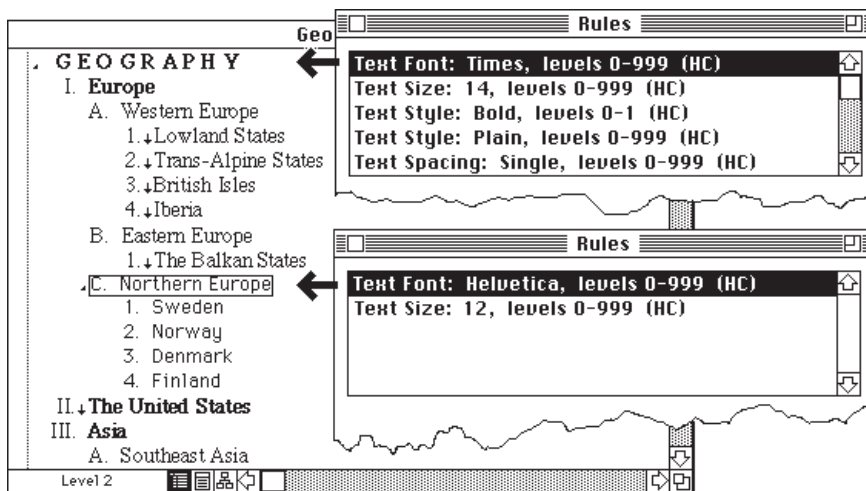 Geo
GEOGRAPHY
I. Europe
A. Western Europe
1. Lowland States
2. Trans-Alpine States
3. British Isles
4. Iberia
B. Eastern Europe
1. The Balkan States
C. Northern Europe
1. Sweden
2. Norway
3. Denmark
4. Finland
II. The United States
III. Asia
A. Southeast Asia
Level 2
Rules
Text Font: Times, levels 0-999 (HC)
Text Size: 14, levels 0-999 (HC)
Text Style: Bold, levels 0-1 (HC)
Text Style: Plain, levels 0-999 (HC)
Text Spacing: Single, levels 0-999 (HC)
Rules
Text Font: Helvetica, levels 0-999 (HC)
Text Size: 12, levels 0-999 (HC)